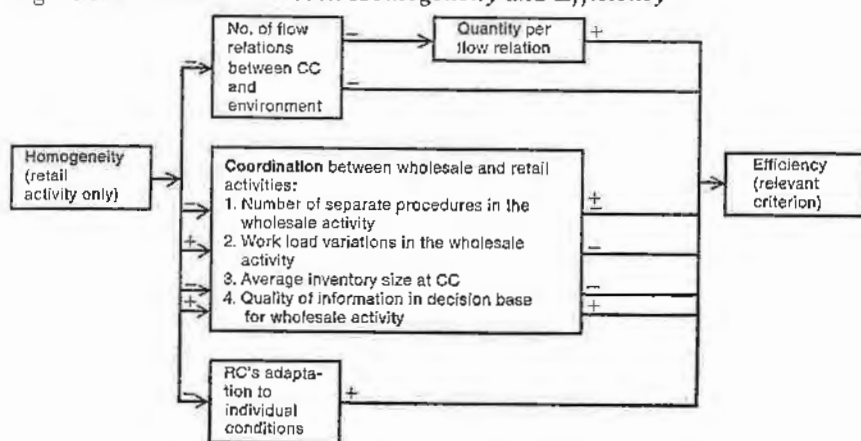 Homogeneity and Efficiency
No. of flow
relations
between CC
and
environment
Quantity per
flow relation
Homogeneity
(retail
activity only)
Coordination between wholesale and retail
activities:
1. Number of separate procedures in the
wholesale activity
2. Work load variations in the wholesale
activity
3. Average inventory size at CC
4. Quality of information in decision base
for wholesale activity
Efficiency
(relevant
criterion)
RC's adapta-
tion to
individual
conditions
− − + −
− + − +
± − − +
− +